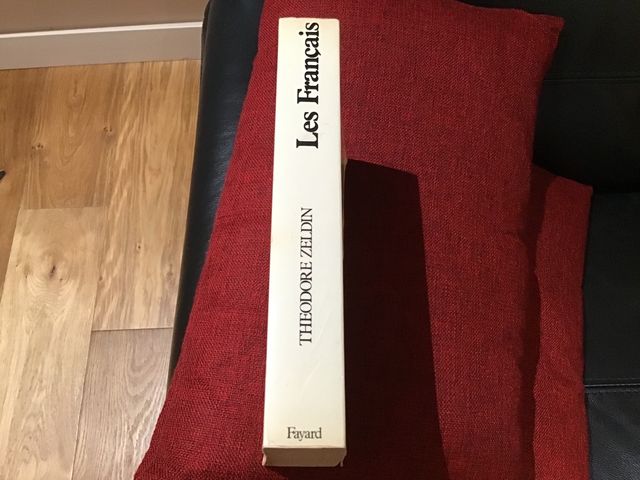 Les Français
THEODORE ZELDIN
Fayard